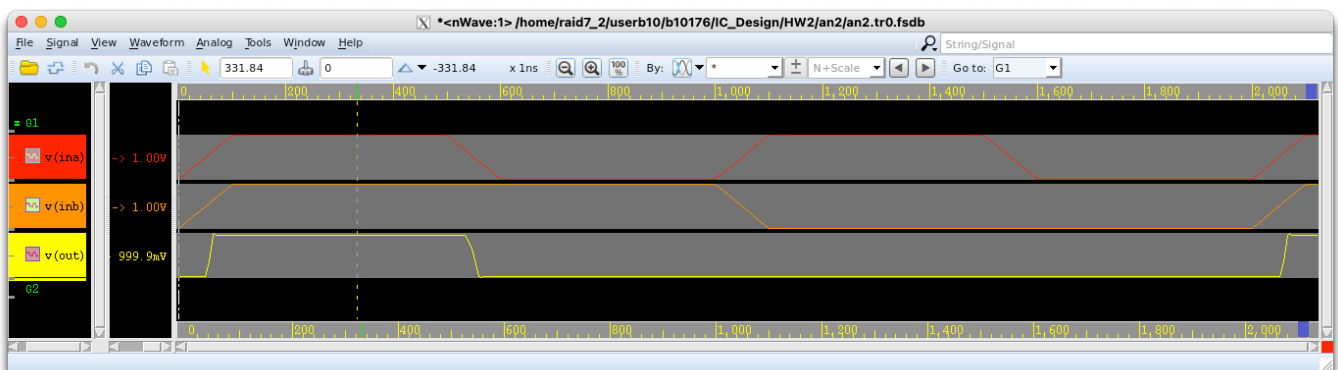 *<nWave:1> /home/raid7_2/userb10/b10176/IC_Design/HW2/an2/an2.tr0.fsdb
File Signal View Waveform Analog Tools Window Help
String/Signal
331.84 0 -331.84 x 1ns 100 % By: * N+Scale Go to: G1
0 200 400 600 800 1,000 1,200 1,400 1,600 1,800 2,000
= G1
v(ina) -> 1.00V
v(inb) -> 1.00V
v(out) 999.9mV
G2
0 200 400 600 800 1,000 1,200 1,400 1,600 1,800 2,000